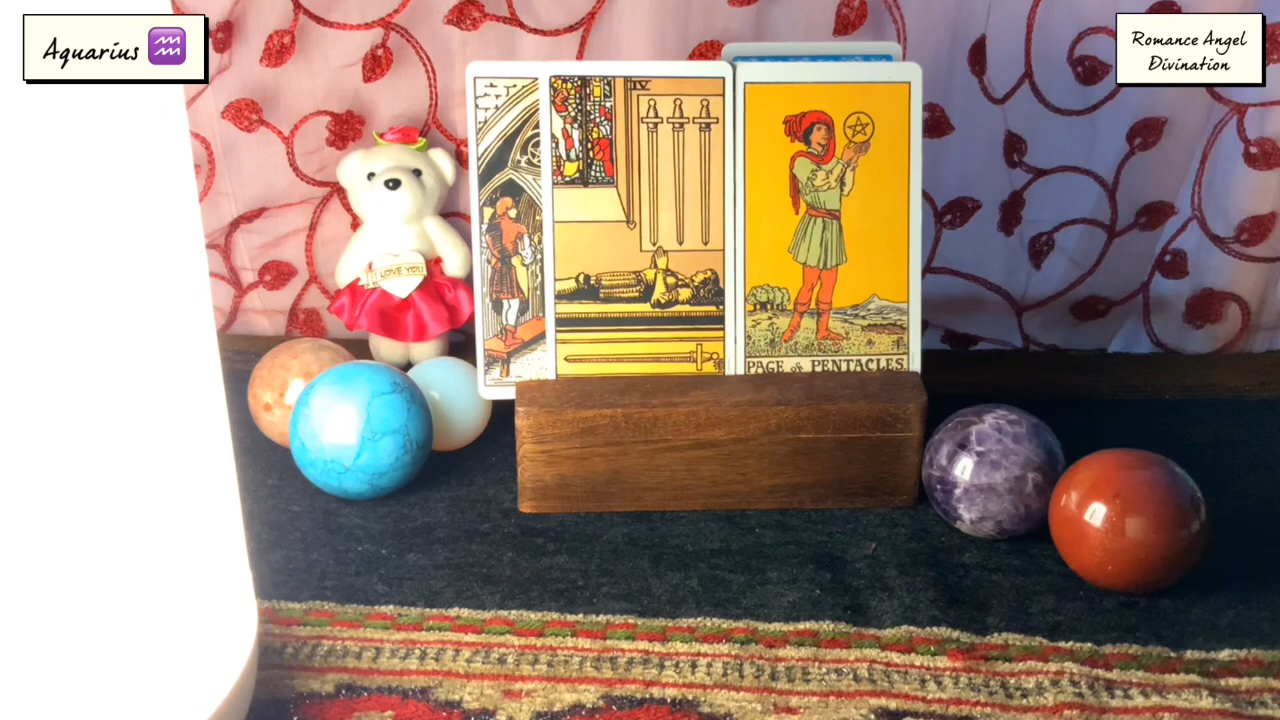 Aquarius ♒
Romance Angel
Divination
IV
I LOVE YOU
PAGE of PENTACLES